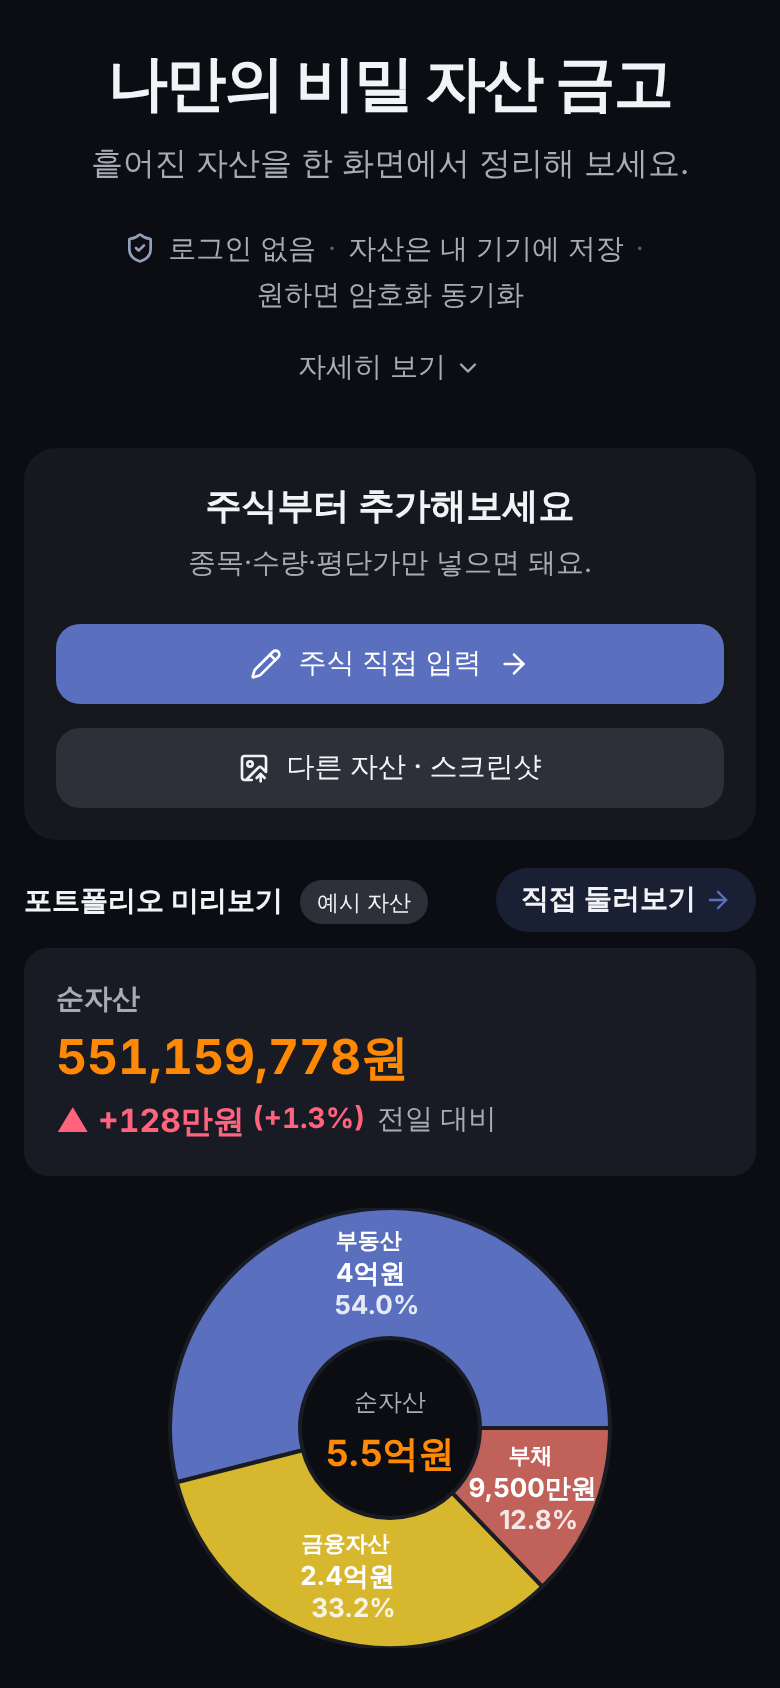 나만의 비밀 자산 금고
흩어진 자산을 한 화면에서 정리해 보세요.
로그인 없음 · 자산은 내 기기에 저장 ·
원하면 암호화 동기화
자세히 보기
주식부터 추가해보세요
종목·수량·평단가만 넣으면 돼요.
주식 직접 입력
다른 자산 · 스크린샷
포트폴리오 미리보기 예시 자산 직접 둘러보기
순자산
551,159,778원
▲ +128만원 (+1.3%) 전일 대비
부동산
4억원
54.0%
순자산
5.5억원
부채
9,500만원
12.8%
금융자산
2.4억원
33.2%